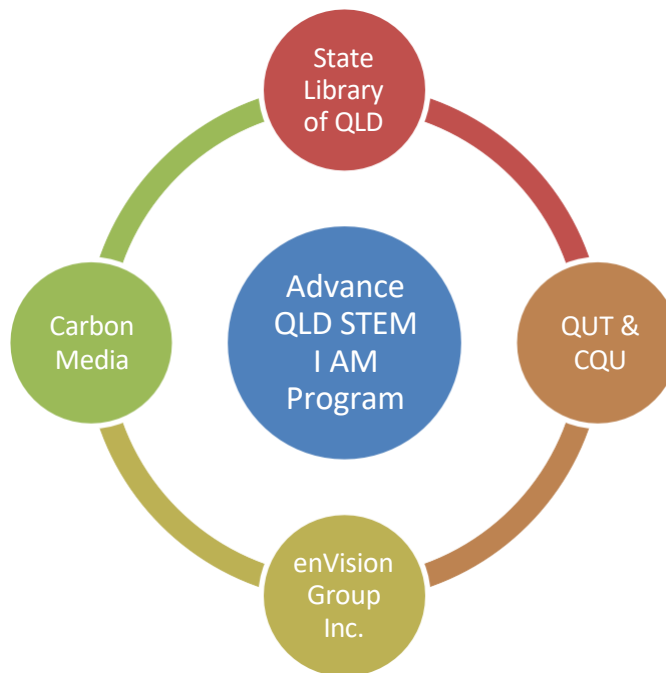 State
Library
of QLD
Advance
QLD STEM
I AM
Program
Carbon
Media
QUT &
CQU
enVision
Group
Inc.